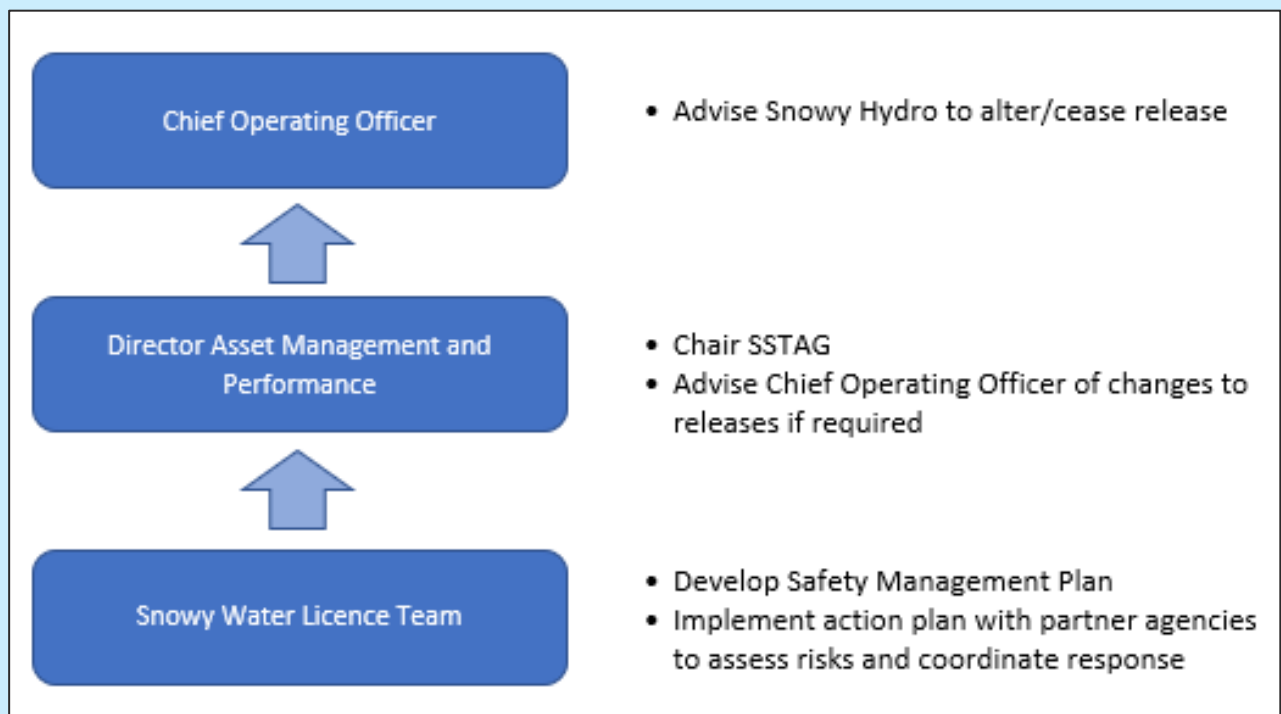 Chief Operating Officer
• Advise Snowy Hydro to alter/cease release
Director Asset Management and
Performance
• Chair SSTAG
• Advise Chief Operating Officer of changes to
releases if required
Snowy Water Licence Team
• Develop Safety Management Plan
• Implement action plan with partner agencies
to assess risks and coordinate response